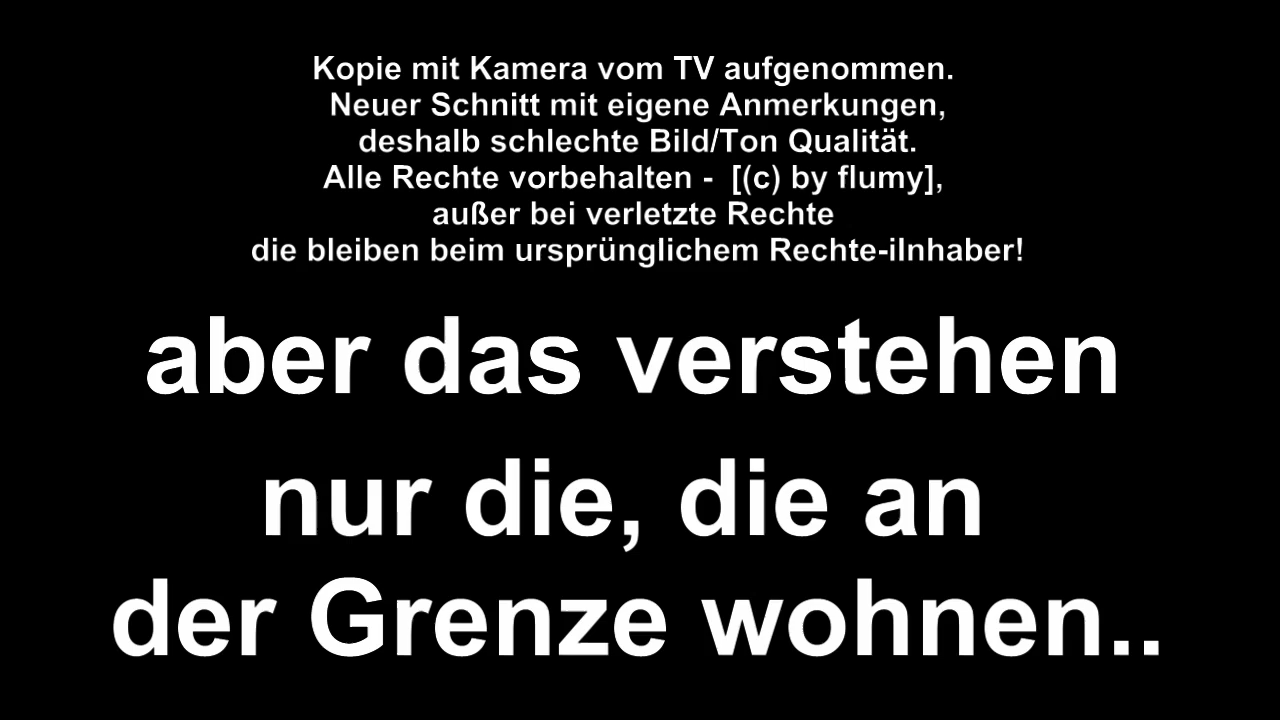 Kopie mit Kamera vom TV aufgenommen.
Neuer Schnitt mit eigene Anmerkungen,
deshalb schlechte Bild/Ton Qualität.
Alle Rechte vorbehalten - [(c) by flumy],
außer bei verletzte Rechte
die bleiben beim ursprünglichem Rechte-ilnhaber!
aber das verstehen
nur die, die an
der Grenze wohnen..